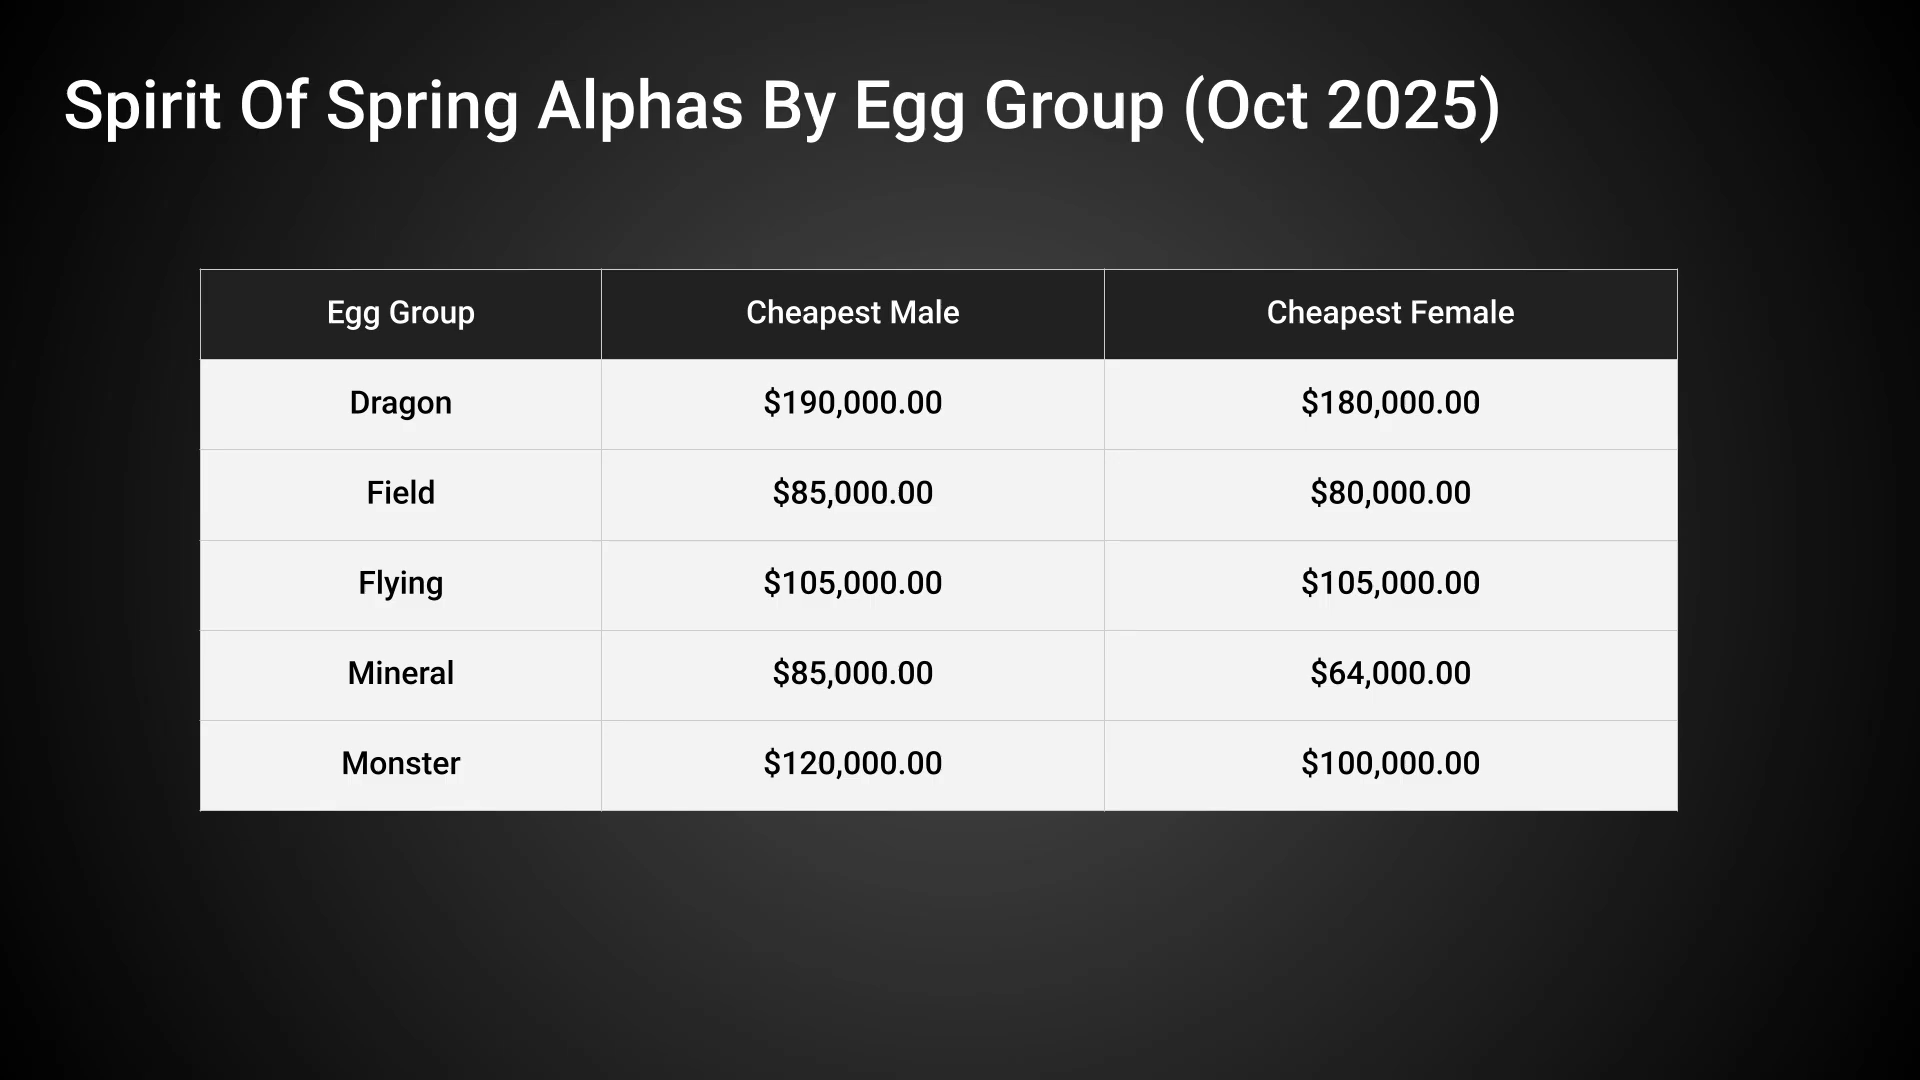 Spirit Of Spring Alphas By Egg Group (Oct 2025)
Egg Group Cheapest Male Cheapest Female
Dragon $190,000.00 $180,000.00
Field $85,000.00 $80,000.00
Flying $105,000.00 $105,000.00
Mineral $85,000.00 $64,000.00
Monster $120,000.00 $100,000.00